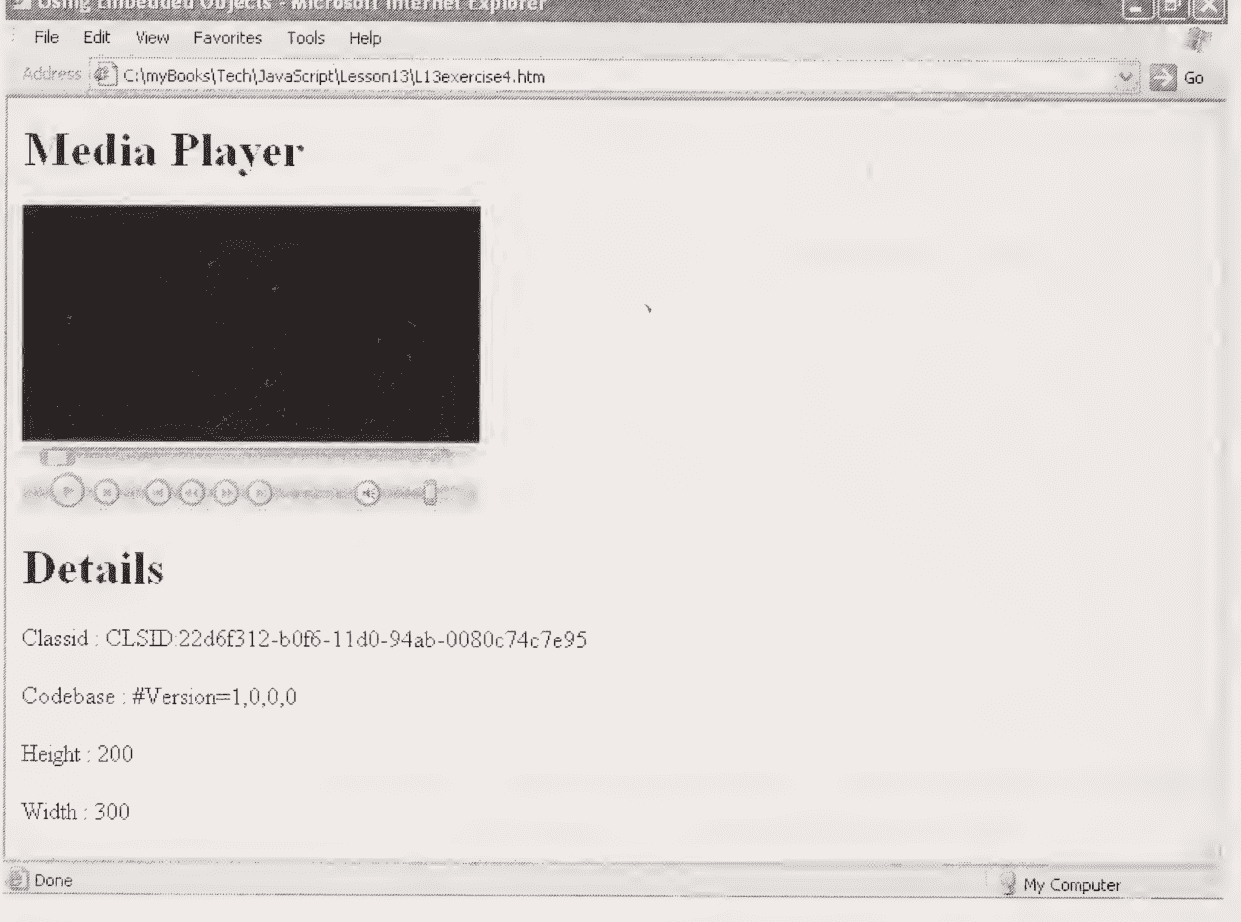 Using Embedded Objects - Microsoft Internet Explorer
File Edit View Favorites Tools Help
Address C:\myBooks\Tech\JavaScript\Lesson13\L13exercise4.htm Go
Media Player
Details
Classid : CLSID:22d6f312-b0f6-11d0-94ab-0080c74c7e95
Codebase : #Version=1,0,0,0
Height : 200
Width : 300
Done My Computer